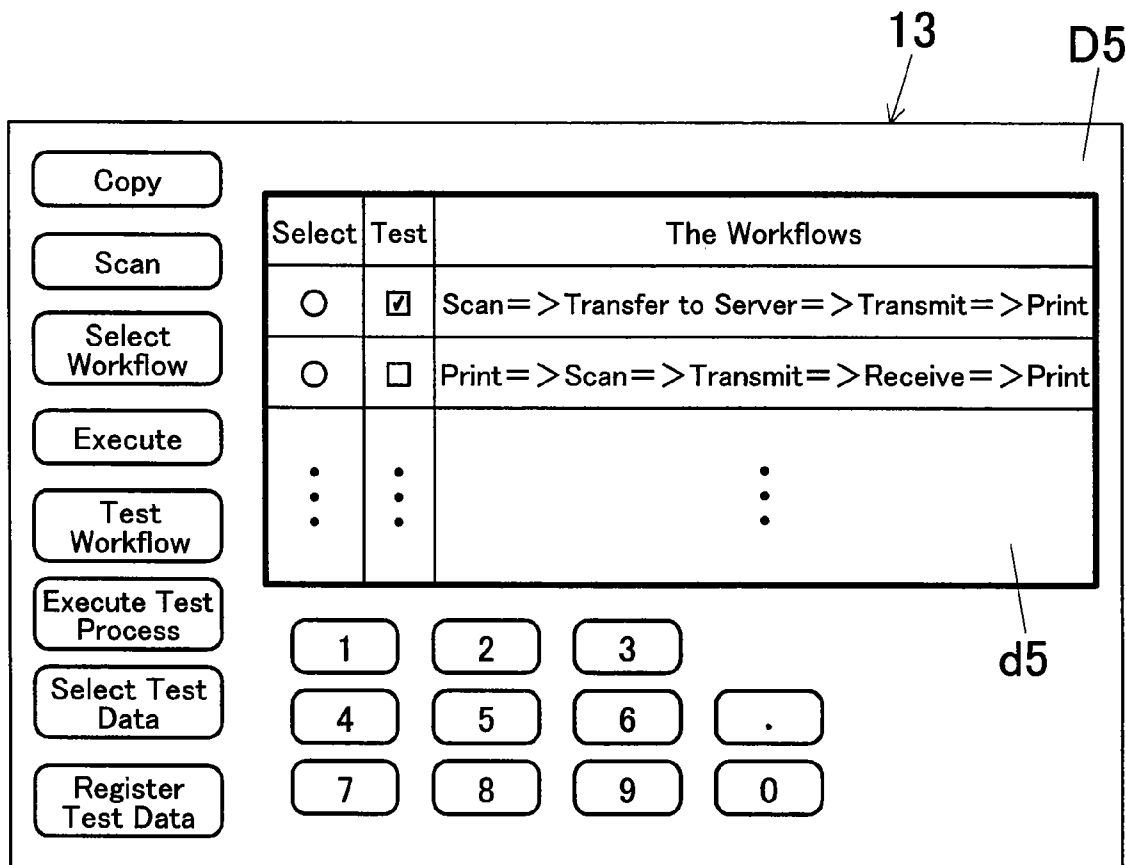 13
D5
Copy
Scan
Select
Workflow
Execute
Test
Workflow
Execute Test
Process
Select Test
Data
Register
Test Data
Select Test The Workflows
Scan=>Transfer to Server=>Transmit=>Print
Print=>Scan=>Transmit=>Receive=>Print
d5
1 2 3
4 5 6 .
7 8 9 0